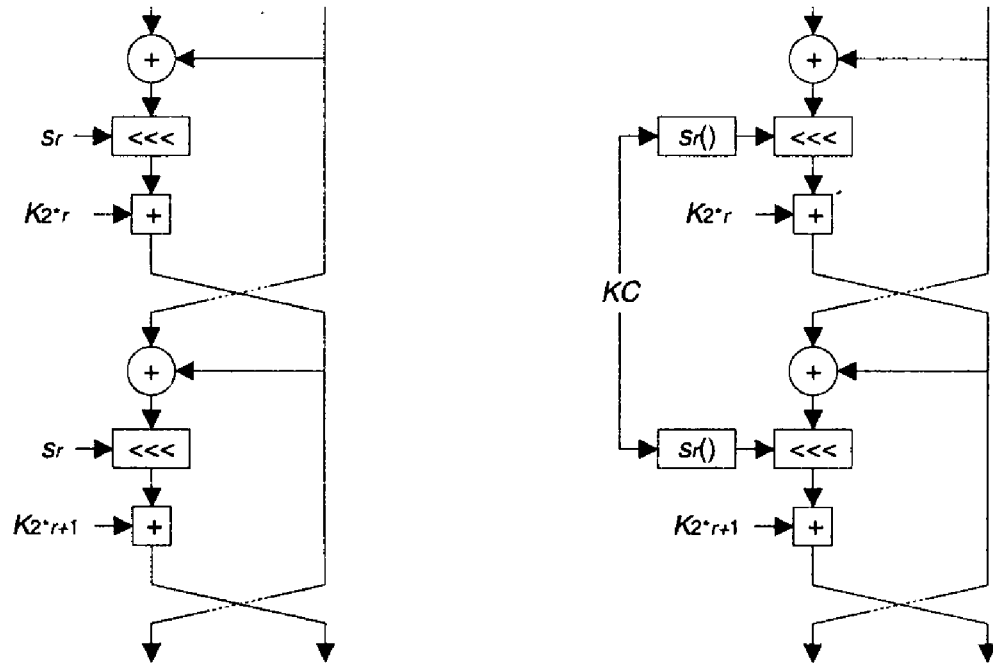 + +
sr <<< sr() <<<
K2*r + K2*r +
KC
+ +
sr <<< sr() <<<
K2*r+1 + K2*r+1 +